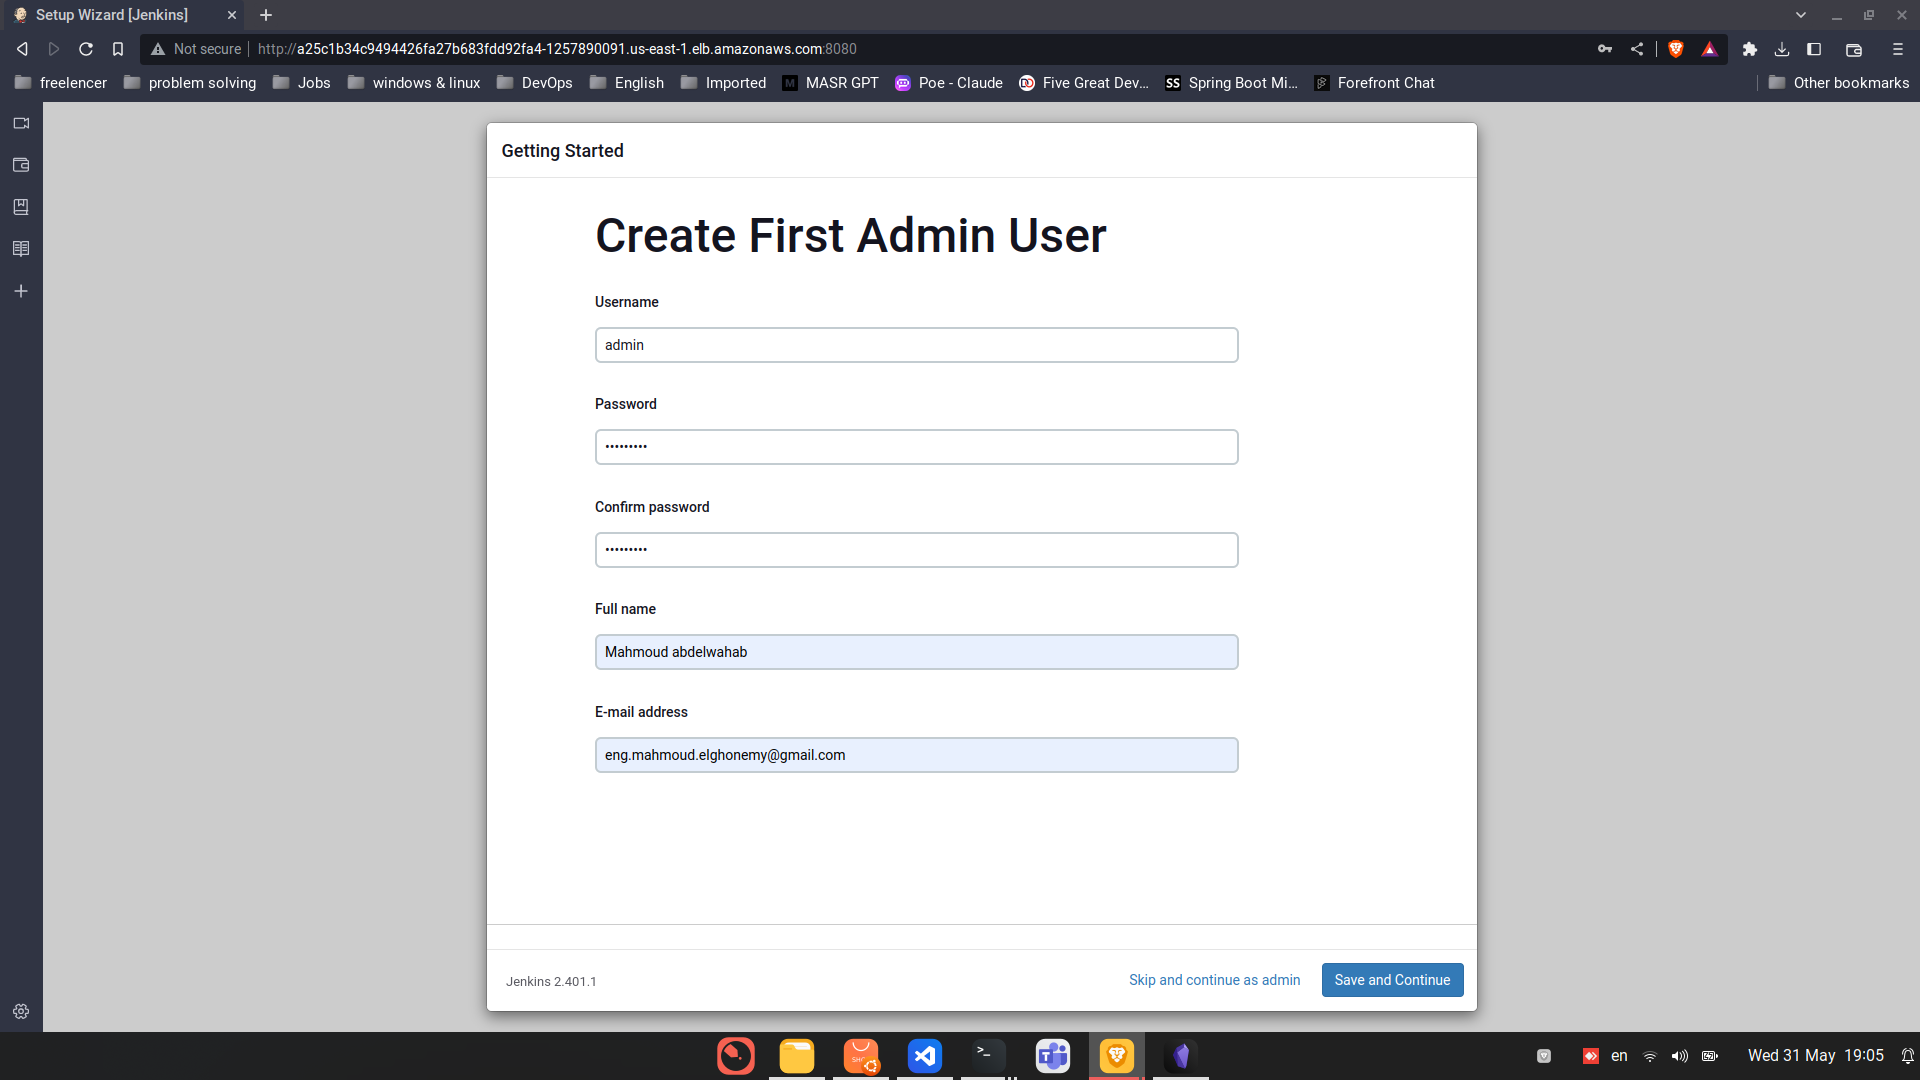 Setup Wizard [Jenkins]
Not secure
http://a25c1b34c9494426fa27b683fdd92fa4-1257890091.us-east-1.elb.amazonaws.com:8080
freelencer problem solving Jobs windows & linux DevOps English Imported MASR GPT Poe - Claude Five Great Dev... Spring Boot Mi... Forefront Chat Other bookmarks
Getting Started
Create First Admin User
Username
admin
Password
•••••••••
Confirm password
•••••••••
Full name
Mahmoud abdelwahab
E-mail address
eng.mahmoud.elghonemy@gmail.com
Jenkins 2.401.1
Skip and continue as admin
Save and Continue
en
Wed 31 May 19:05